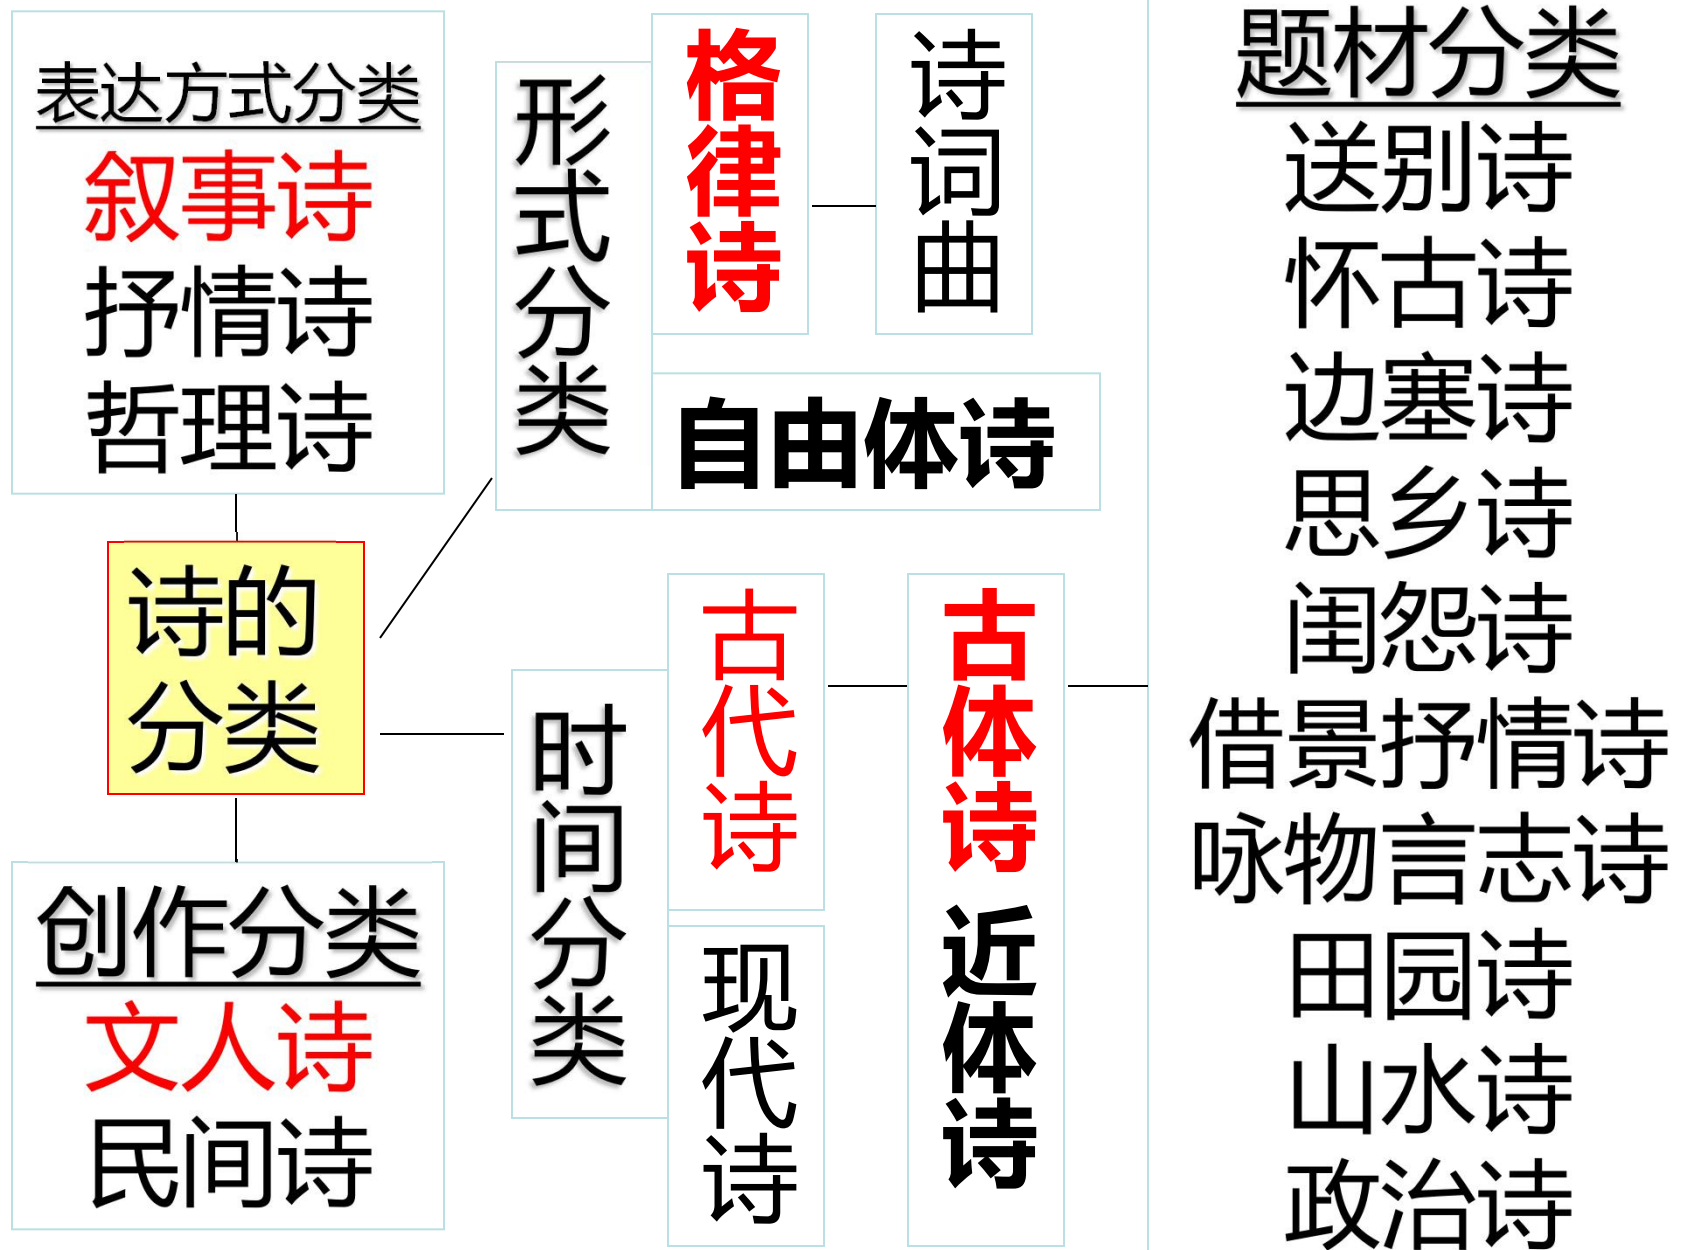 表达方式分类
叙事诗
抒情诗
哲理诗
诗的
分类
创作分类
文人诗
民间诗
形式分类
格律诗
诗词曲
自由体诗
时间分类
古代诗
现代诗
古体诗
近体诗
题材分类
送别诗
怀古诗
边塞诗
思乡诗
闺怨诗
借景抒情诗
咏物言志诗
田园诗
山水诗
政治诗